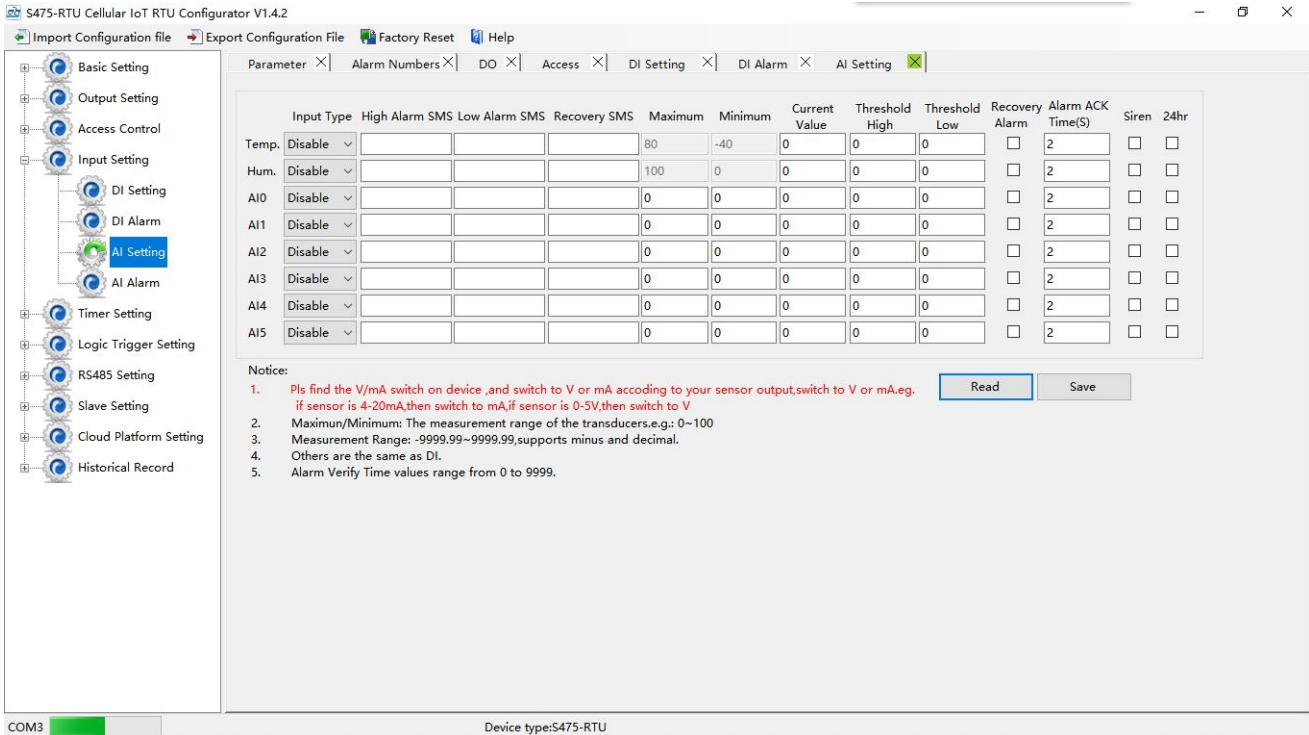 S475-RTU Cellular IoT RTU Configurator V1.4.2
Import Configuration file Export Configuration File Factory Reset Help
Basic Setting
Output Setting
Access Control
Input Setting
DI Setting
DI Alarm
AI Setting
AI Alarm
Timer Setting
Logic Trigger Setting
RS485 Setting
Slave Setting
Cloud Platform Setting
Historical Record
Parameter Alarm Numbers DO Access DI Setting DI Alarm AI Setting
Input Type High Alarm SMS Low Alarm SMS Recovery SMS Maximum Minimum Current Value Threshold High Threshold Low Recovery Alarm Alarm ACK Time(S) Siren 24hr
Temp. Disable 80 -40 0 0 0 2
Hum. Disable 100 0 0 0 0 2
AI0 Disable 0 0 0 0 0 2
AI1 Disable 0 0 0 0 0 2
AI2 Disable 0 0 0 0 0 2
AI3 Disable 0 0 0 0 0 2
AI4 Disable 0 0 0 0 0 2
AI5 Disable 0 0 0 0 0 2
Notice:
1. Pls find the V/mA switch on device ,and switch to V or mA accoding to your sensor output,switch to V or mA.eg.
if sensor is 4-20mA,then switch to mA,if sensor is 0-5V,then switch to V
2. Maximun/Minimum: The measurement range of the transducers.e.g.: 0~100
3. Measurement Range: -9999.99~9999.99,supports minus and decimal.
4. Others are the same as DI.
5. Alarm Verify Time values range from 0 to 9999.
Read Save
COM3 Device type:S475-RTU